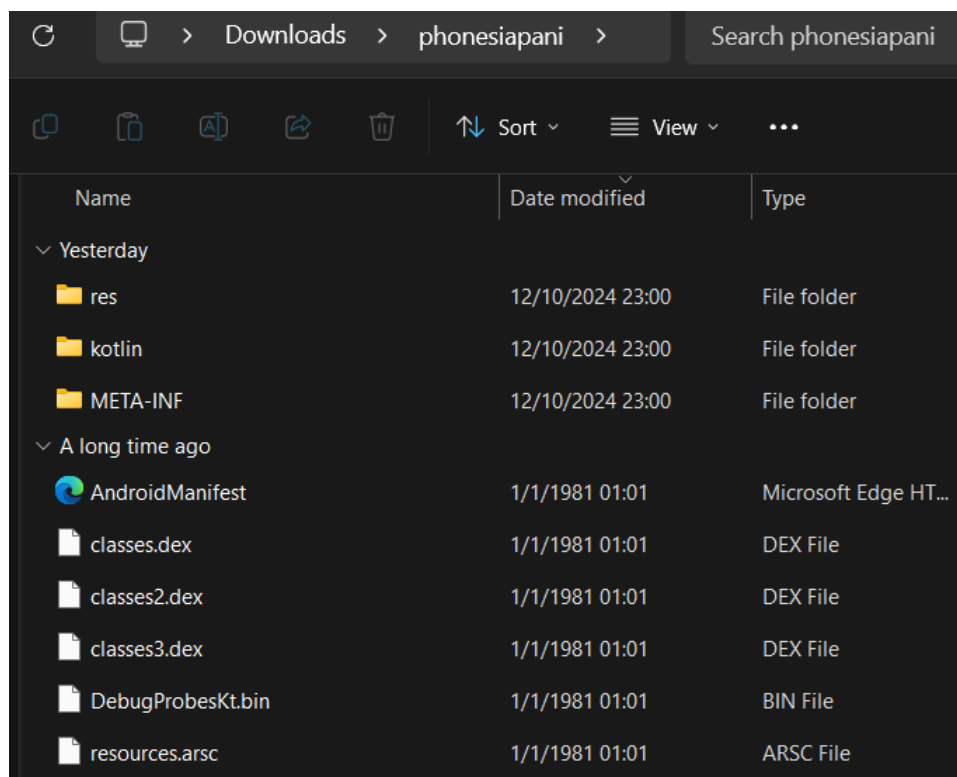 Downloads > phonesiapani > Search phonesiapani
Sort View
Name Date modified Type
Yesterday
res 12/10/2024 23:00 File folder
kotlin 12/10/2024 23:00 File folder
META-INF 12/10/2024 23:00 File folder
A long time ago
AndroidManifest 1/1/1981 01:01 Microsoft Edge HT...
classes.dex 1/1/1981 01:01 DEX File
classes2.dex 1/1/1981 01:01 DEX File
classes3.dex 1/1/1981 01:01 DEX File
DebugProbesKt.bin 1/1/1981 01:01 BIN File
resources.arsc 1/1/1981 01:01 ARSC File